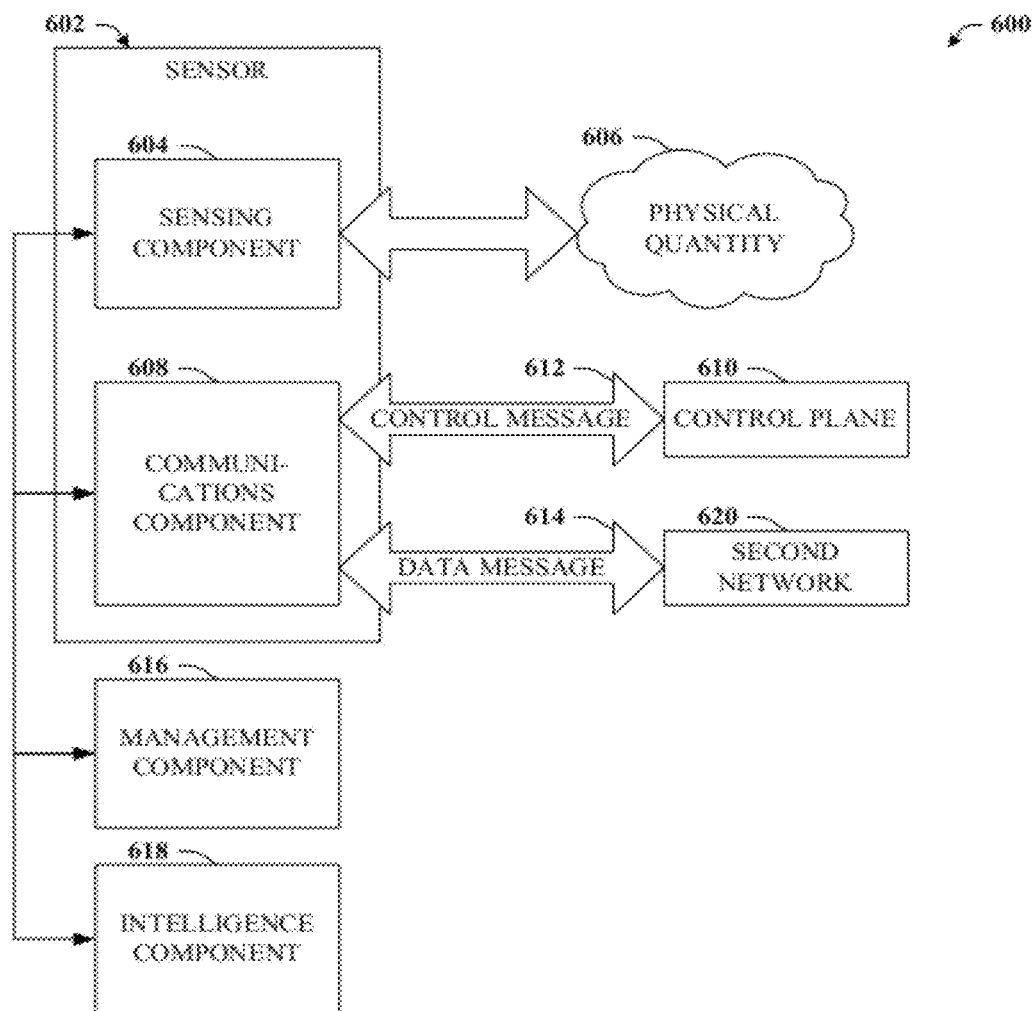 602
600
SENSOR
604
606
SENSING
COMPONENT
PHYSICAL
QUANTITY
608
612
610
COMMUNI-
CATIONS
COMPONENT
CONTROL MESSAGE
CONTROL PLANE
614
620
DATA MESSAGE
SECOND
NETWORK
616
MANAGEMENT
COMPONENT
618
INTELLIGENCE
COMPONENT